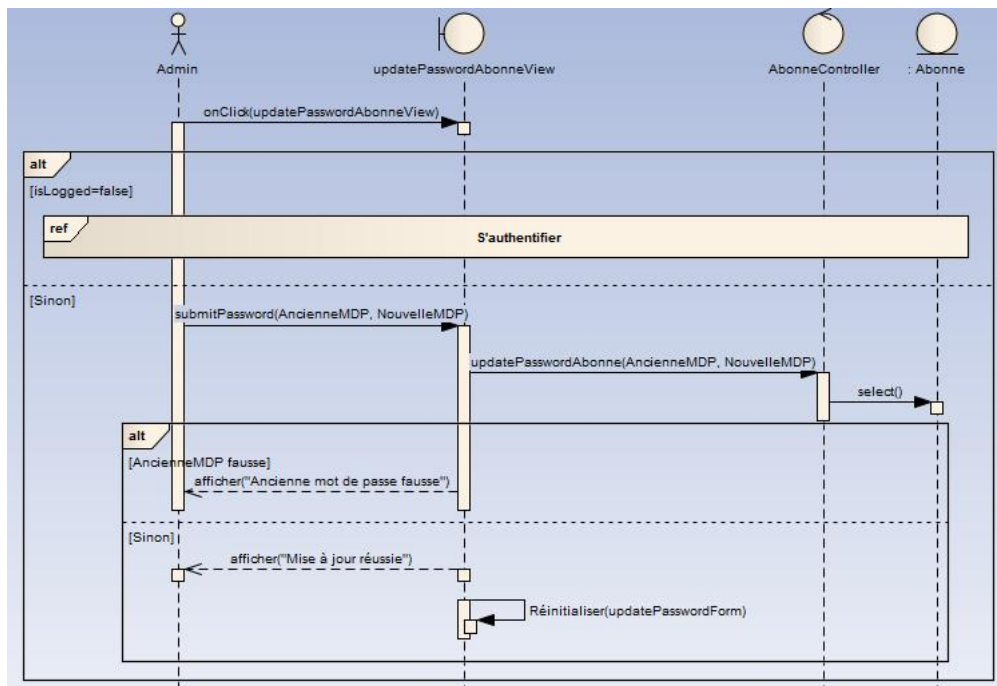 Admin
updatePasswordAbonneView
AbonneController
: Abonne
onClick(updatePasswordAbonneView)
alt
[isLogged=false]
ref
S'authentifier
[Sinon]
submitPassword(AncienneMDP, NouvelleMDP)
updatePasswordAbonne(AncienneMDP, NouvelleMDP)
select()
alt
[AncienneMDP fausse]
afficher("Ancienne mot de passe fausse")
[Sinon]
afficher("Mise à jour réussie")
Réinitialiser(updatePasswordForm)